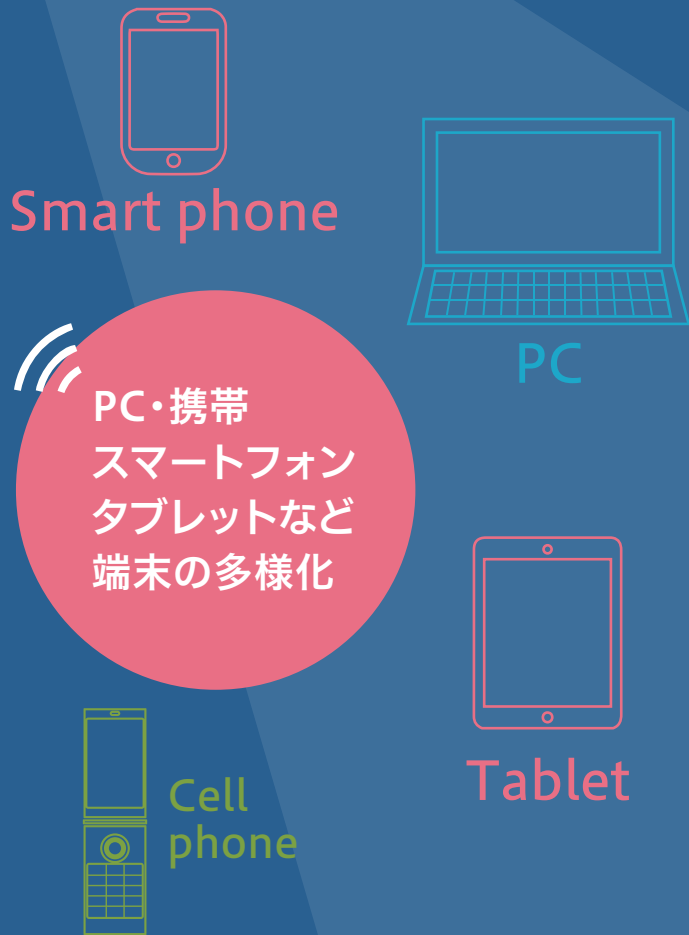 Smart phone
PC
PC・携帯
スマートフォン
タブレットなど
端末の多様化
Tablet
Cell
phone